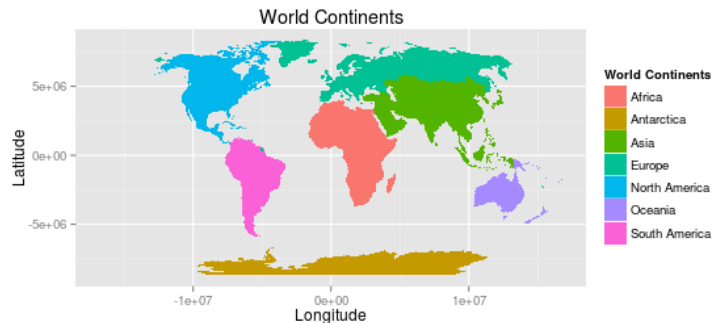 World Continents
Latitude
5e+06
0e+00
-5e+06
-1e+07
0e+00
1e+07
Longitude
World Continents
Africa
Antarctica
Asia
Europe
North America
Oceania
South America